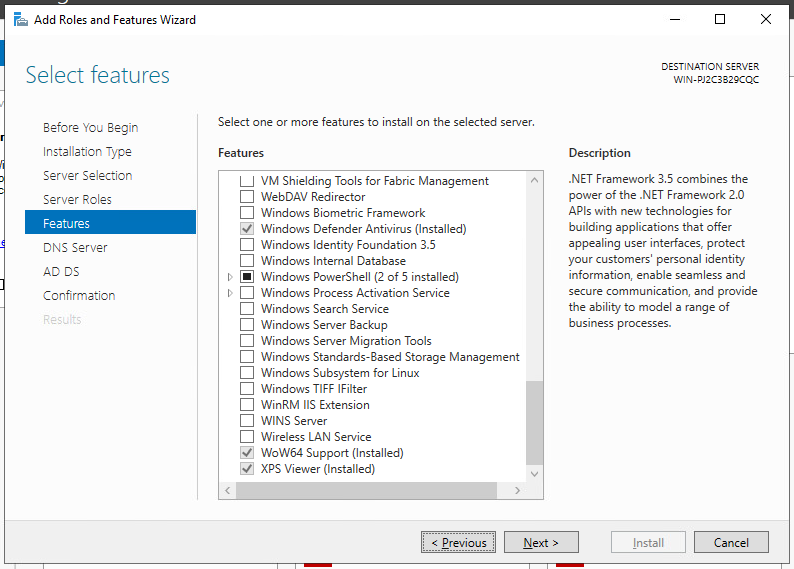 Add Roles and Features Wizard
Select features
DESTINATION SERVER
WIN-PJ2C3B29CQC
Before You Begin
Installation Type
Server Selection
Server Roles
Features
DNS Server
AD DS
Confirmation
Results
Select one or more features to install on the selected server.
Features
VM Shielding Tools for Fabric Management
WebDAV Redirector
Windows Biometric Framework
Windows Defender Antivirus (Installed)
Windows Identity Foundation 3.5
Windows Internal Database
Windows PowerShell (2 of 5 installed)
Windows Process Activation Service
Windows Search Service
Windows Server Backup
Windows Server Migration Tools
Windows Standards-Based Storage Management
Windows Subsystem for Linux
Windows TIFF IFilter
WinRM IIS Extension
WINS Server
Wireless LAN Service
WoW64 Support (Installed)
XPS Viewer (Installed)
Description
.NET Framework 3.5 combines the
power of the .NET Framework 2.0
APIs with new technologies for
building applications that offer
appealing user interfaces, protect
your customers' personal identity
information, enable seamless and
secure communication, and provide
the ability to model a range of
business processes.
< Previous
Next >
Install
Cancel